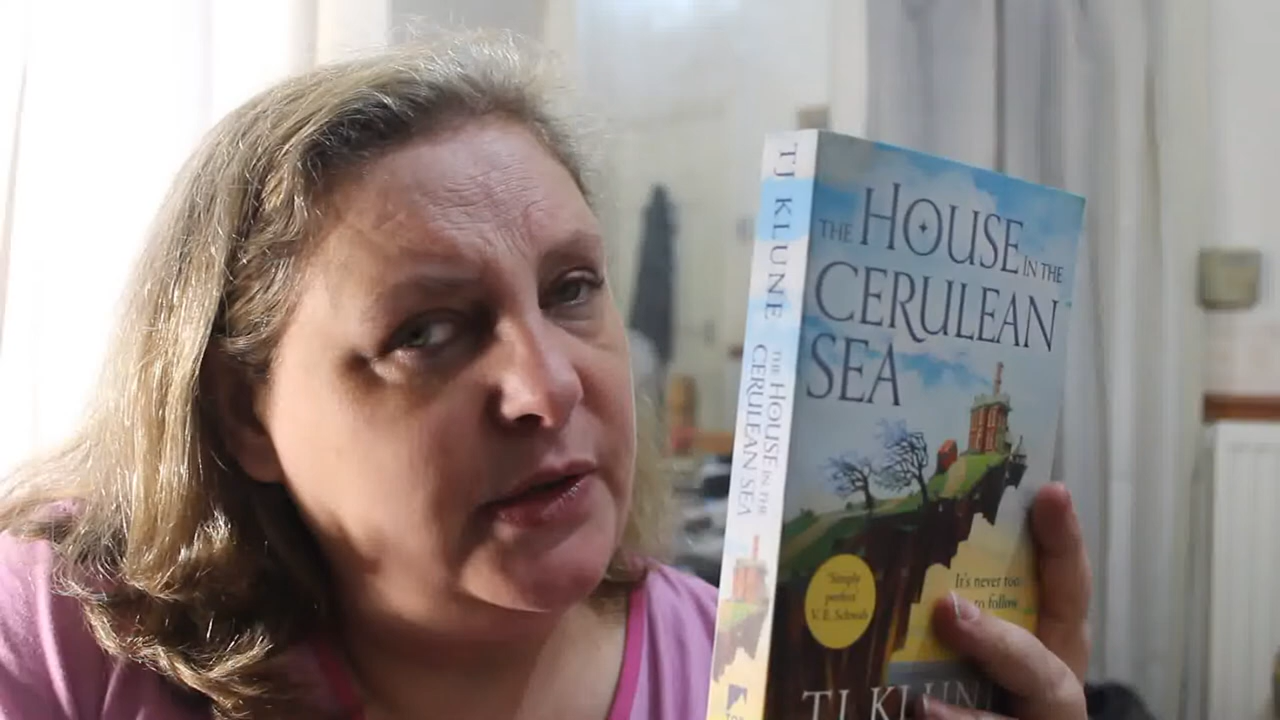 TJ KLUNE THE HOUSE IN THE
CERULEAN SEA
TOR
THE HOUSE IN THE
CERULEAN
SEA
'Simply
perfect'
V. E. Schwab
It's never too
to follow
TJ KLUN